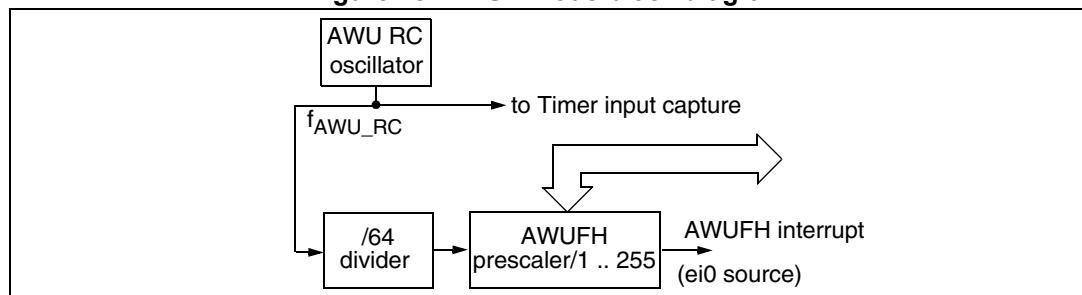 AWU RC
oscillator
to Timer input capture
fAWU_RC
/64
divider
AWUFH
prescaler/1 .. 255
AWUFH interrupt
(ei0 source)